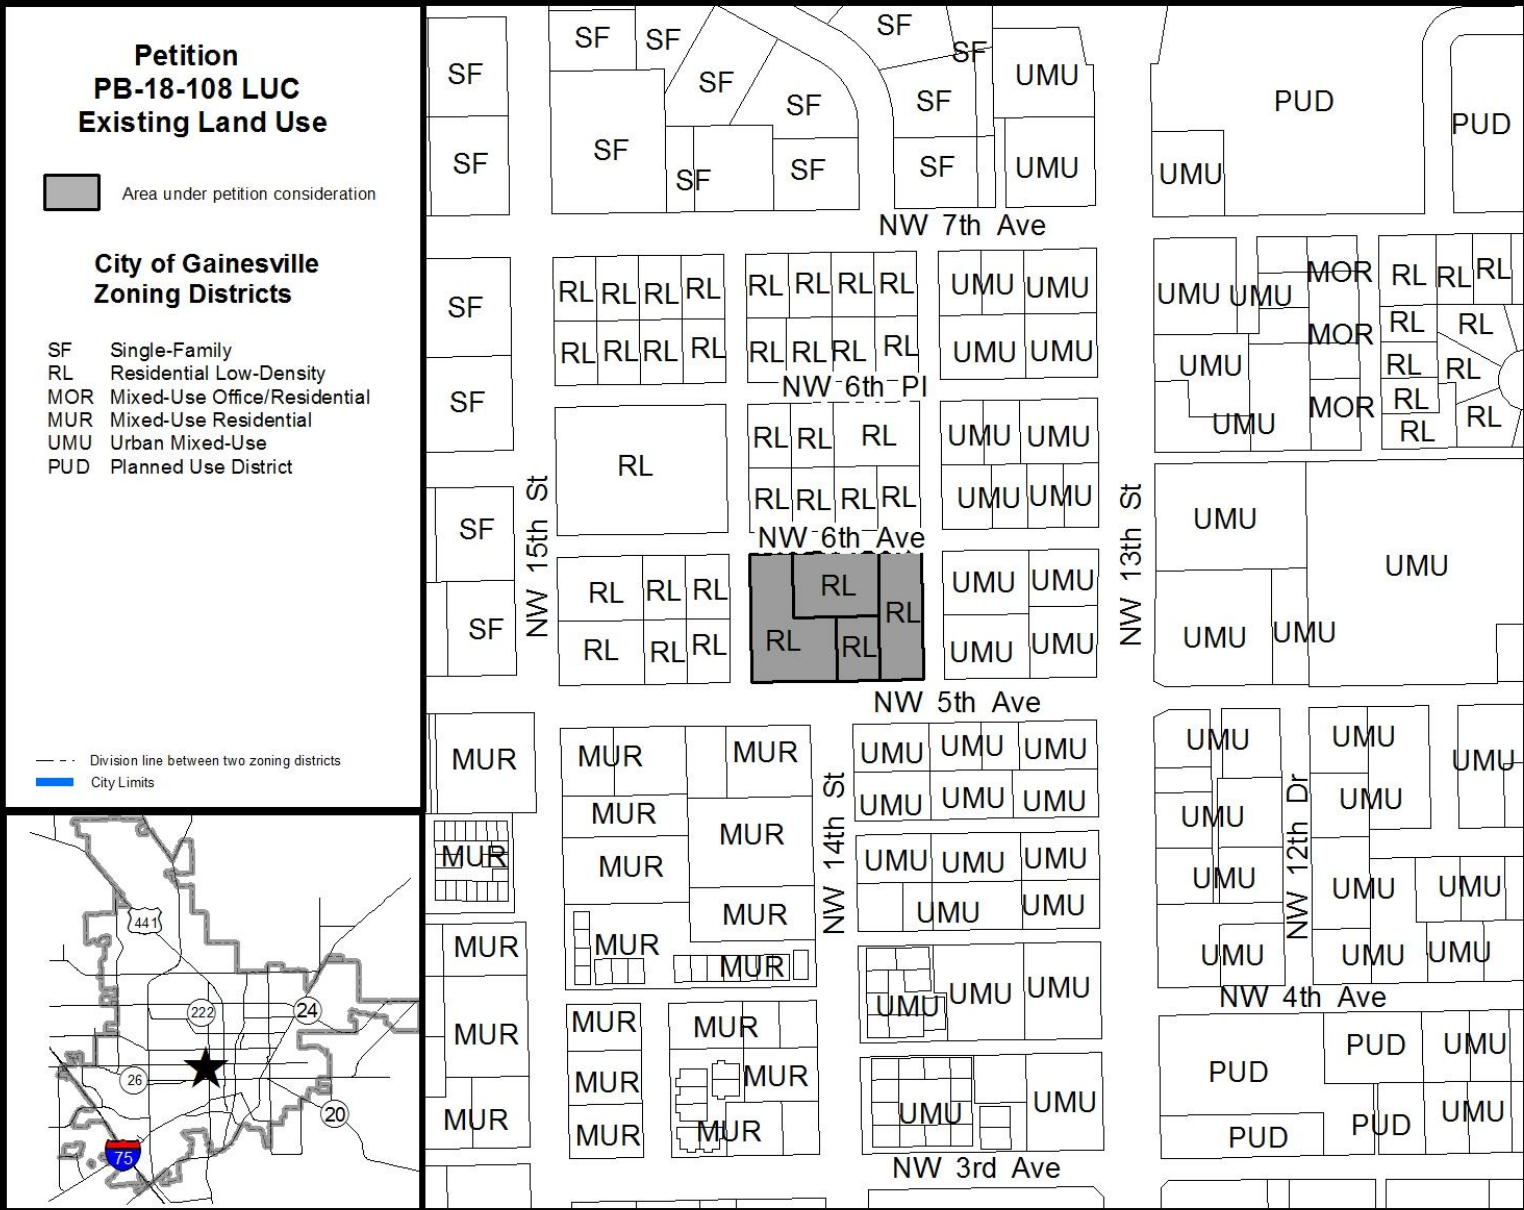 Petition
PB-18-108 LUC
Existing Land Use
Area under petition consideration
City of Gainesville
Zoning Districts
SF Single-Family
RL Residential Low-Density
MOR Mixed-Use Office/Residential
MUR Mixed-Use Residential
UMU Urban Mixed-Use
PUD Planned Use District
Division line between two zoning districts
City Limits
441
222
24
26
20
75
SF SF SF SF SF
SF SF SF SF UMU PUD PUD
SF SF SF SF SF UMU UMU
NW 7th Ave
SF RL RL RL RL RL RL RL RL UMU UMU UMU UMU MOR RL RL RL
RL RL RL RL RL RL RL RL UMU UMU UMU MOR RL RL RL RL
NW 6th Pl
SF RL RL RL UMU UMU UMU MOR RL RL RL
RL
RL RL RL RL UMU UMU
NW 6th Ave
NW 15th St
NW 13th St
SF UMU UMU
RL RL RL RL RL UMU UMU
SF RL RL RL RL RL UMU UMU UMU UMU
NW 5th Ave
MUR MUR MUR UMU UMU UMU UMU UMU UMU
MUR MUR UMU UMU UMU UMU UMU
NW 14th St
NW 12th Dr
MUR MUR UMU UMU UMU UMU UMU UMU
MUR UMU UMU
MUR MUR MUR UMU UMU UMU
UMU UMU UMU
NW 4th Ave
MUR MUR MUR PUD PUD UMU
MUR MUR
MUR MUR MUR UMU UMU PUD PUD UMU
NW 3rd Ave